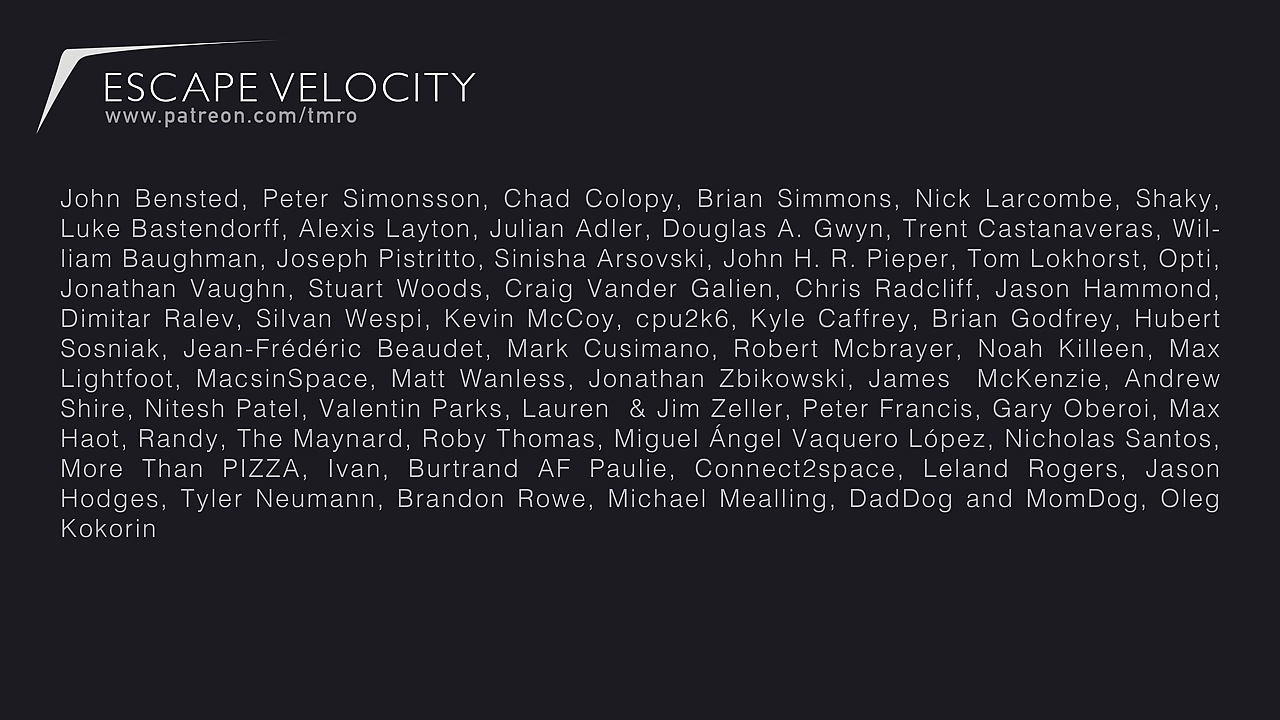 ESCAPE VELOCITY
www.patreon.com/tmro
John Bensted, Peter Simonsson, Chad Colopy, Brian Simmons, Nick Larcombe, Shaky,
Luke Bastendorff, Alexis Layton, Julian Adler, Douglas A. Gwyn, Trent Castanaveras, Wil-
liam Baughman, Joseph Pistritto, Sinisha Arsovski, John H. R. Pieper, Tom Lokhorst, Opti,
Jonathan Vaughn, Stuart Woods, Craig Vander Galien, Chris Radcliff, Jason Hammond,
Dimitar Ralev, Silvan Wespi, Kevin McCoy, cpu2k6, Kyle Caffrey, Brian Godfrey, Hubert
Sosniak, Jean-Frédéric Beaudet, Mark Cusimano, Robert Mcbrayer, Noah Killeen, Max
Lightfoot, MacsinSpace, Matt Wanless, Jonathan Zbikowski, James McKenzie, Andrew
Shire, Nitesh Patel, Valentin Parks, Lauren & Jim Zeller, Peter Francis, Gary Oberoi, Max
Haot, Randy, The Maynard, Roby Thomas, Miguel Ángel Vaquero López, Nicholas Santos,
More Than PIZZA, Ivan, Burtrand AF Paulie, Connect2space, Leland Rogers, Jason
Hodges, Tyler Neumann, Brandon Rowe, Michael Mealling, DadDog and MomDog, Oleg
Kokorin